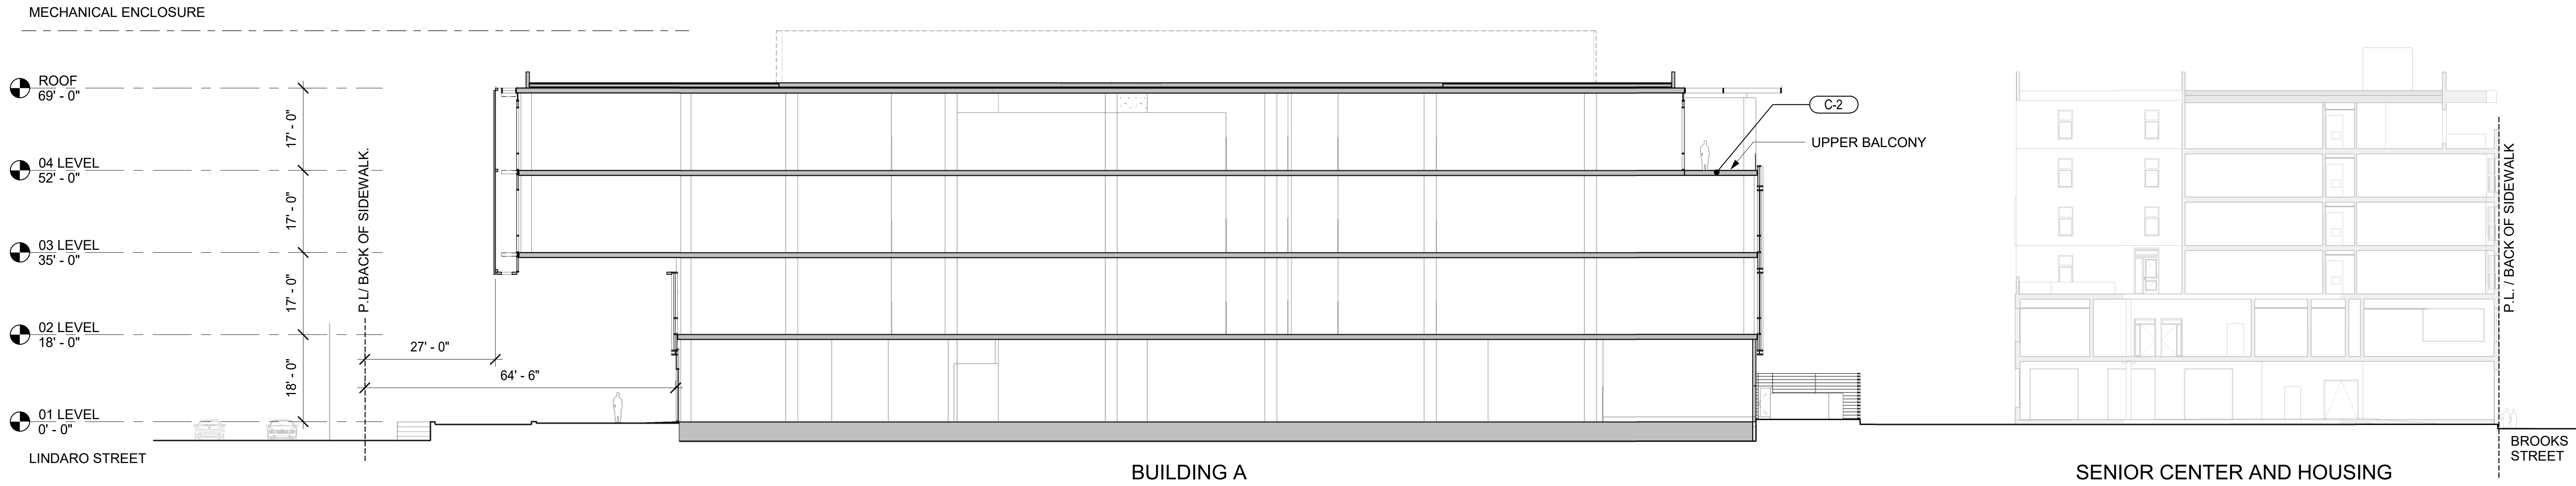 MECHANICAL ENCLOSURE
ROOF
69' - 0"
17' - 0"
04 LEVEL
52' - 0"
17' - 0"
03 LEVEL
35' - 0"
17' - 0"
02 LEVEL
18' - 0"
18' - 0"
01 LEVEL
0' - 0"
LINDARO STREET
P.L/ BACK OF SIDEWALK.
27' - 0"
64' - 6"
C-2
UPPER BALCONY
BUILDING A
P.L. / BACK OF SIDEWALK
BROOKS
STREET
SENIOR CENTER AND HOUSING